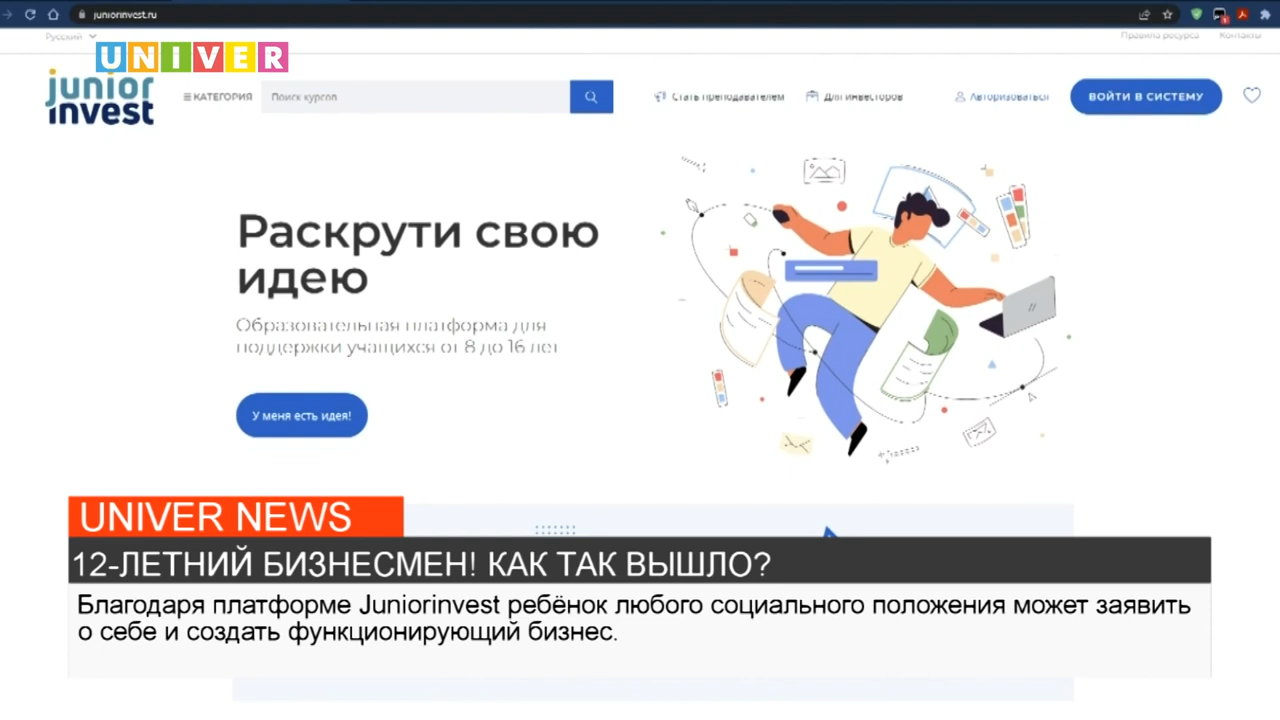 juniorinvest.ru
Русский
Правила ресурса
Контакты
UNIVER
junior
invest
КАТЕГОРИЯ
Поиск курсов
Стать преподавателем
Для инвесторов
Авторизоваться
ВОЙТИ В СИСТЕМУ
Раскрути свою
идею
Образовательная платформа для
поддержки учащихся от 8 до 16 лет
У меня есть идея!
UNIVER NEWS
12-ЛЕТНИЙ БИЗНЕСМЕН! КАК ТАК ВЫШЛО?
Благодаря платформе Juniorinvest ребёнок любого социального положения может заявить
о себе и создать функционирующий бизнес.